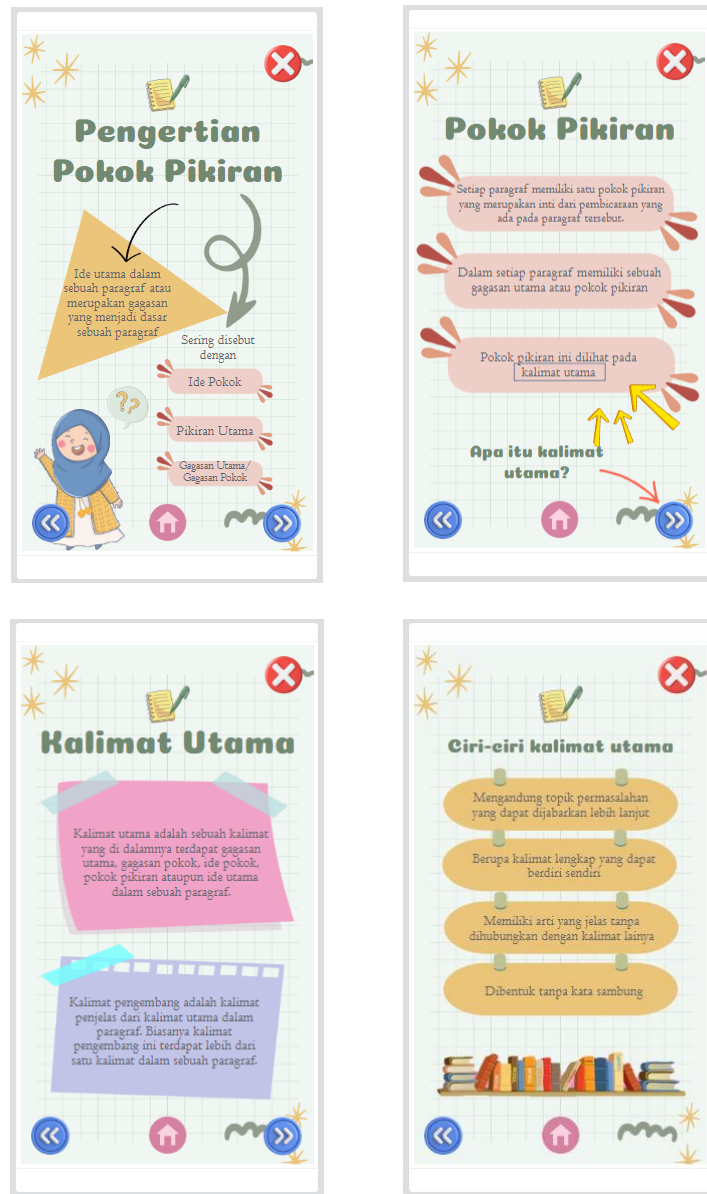 Pengertian
Pokok Pikiran
Ide utama dalam
sebuah paragraf atau
merupakan gagasan
yang menjadi dasar
sebuah paragraf
Sering disebut
dengan
Ide Pokok
??
Pikiran Utama
Gagasan Utama/
Gagasan Pokok
Pokok Pikiran
Setiap paragraf memiliki satu pokok pikiran
yang merupakan inti dari pembicaraan yang
ada pada paragraf tersebut.
Dalam setiap paragraf memiliki sebuah
gagasan utama atau pokok pikiran
Pokok pikiran ini dilihat pada
kalimat utama
Apa itu kalimat
utama?
Kalimat Utama
Kalimat utama adalah sebuah kalimat
yang di dalamnya terdapat gagasan
utama, gagasan pokok, ide pokok,
pokok pikiran ataupun ide utama
dalam sebuah paragraf.
Kalimat pengembang adalah kalimat
penjelas dari kalimat utama dalam
paragraf. Biasanya kalimat
pengembang ini terdapat lebih dari
satu kalimat dalam sebuah paragraf.
Ciri-ciri kalimat utama
Mengandung topik permasalahan
yang dapat dijabarkan lebih lanjut
Berupa kalimat lengkap yang dapat
berdiri sendiri
Memiliki arti yang jelas tanpa
dihubungkan dengan kalimat lainya
Dibentuk tanpa kata sambung